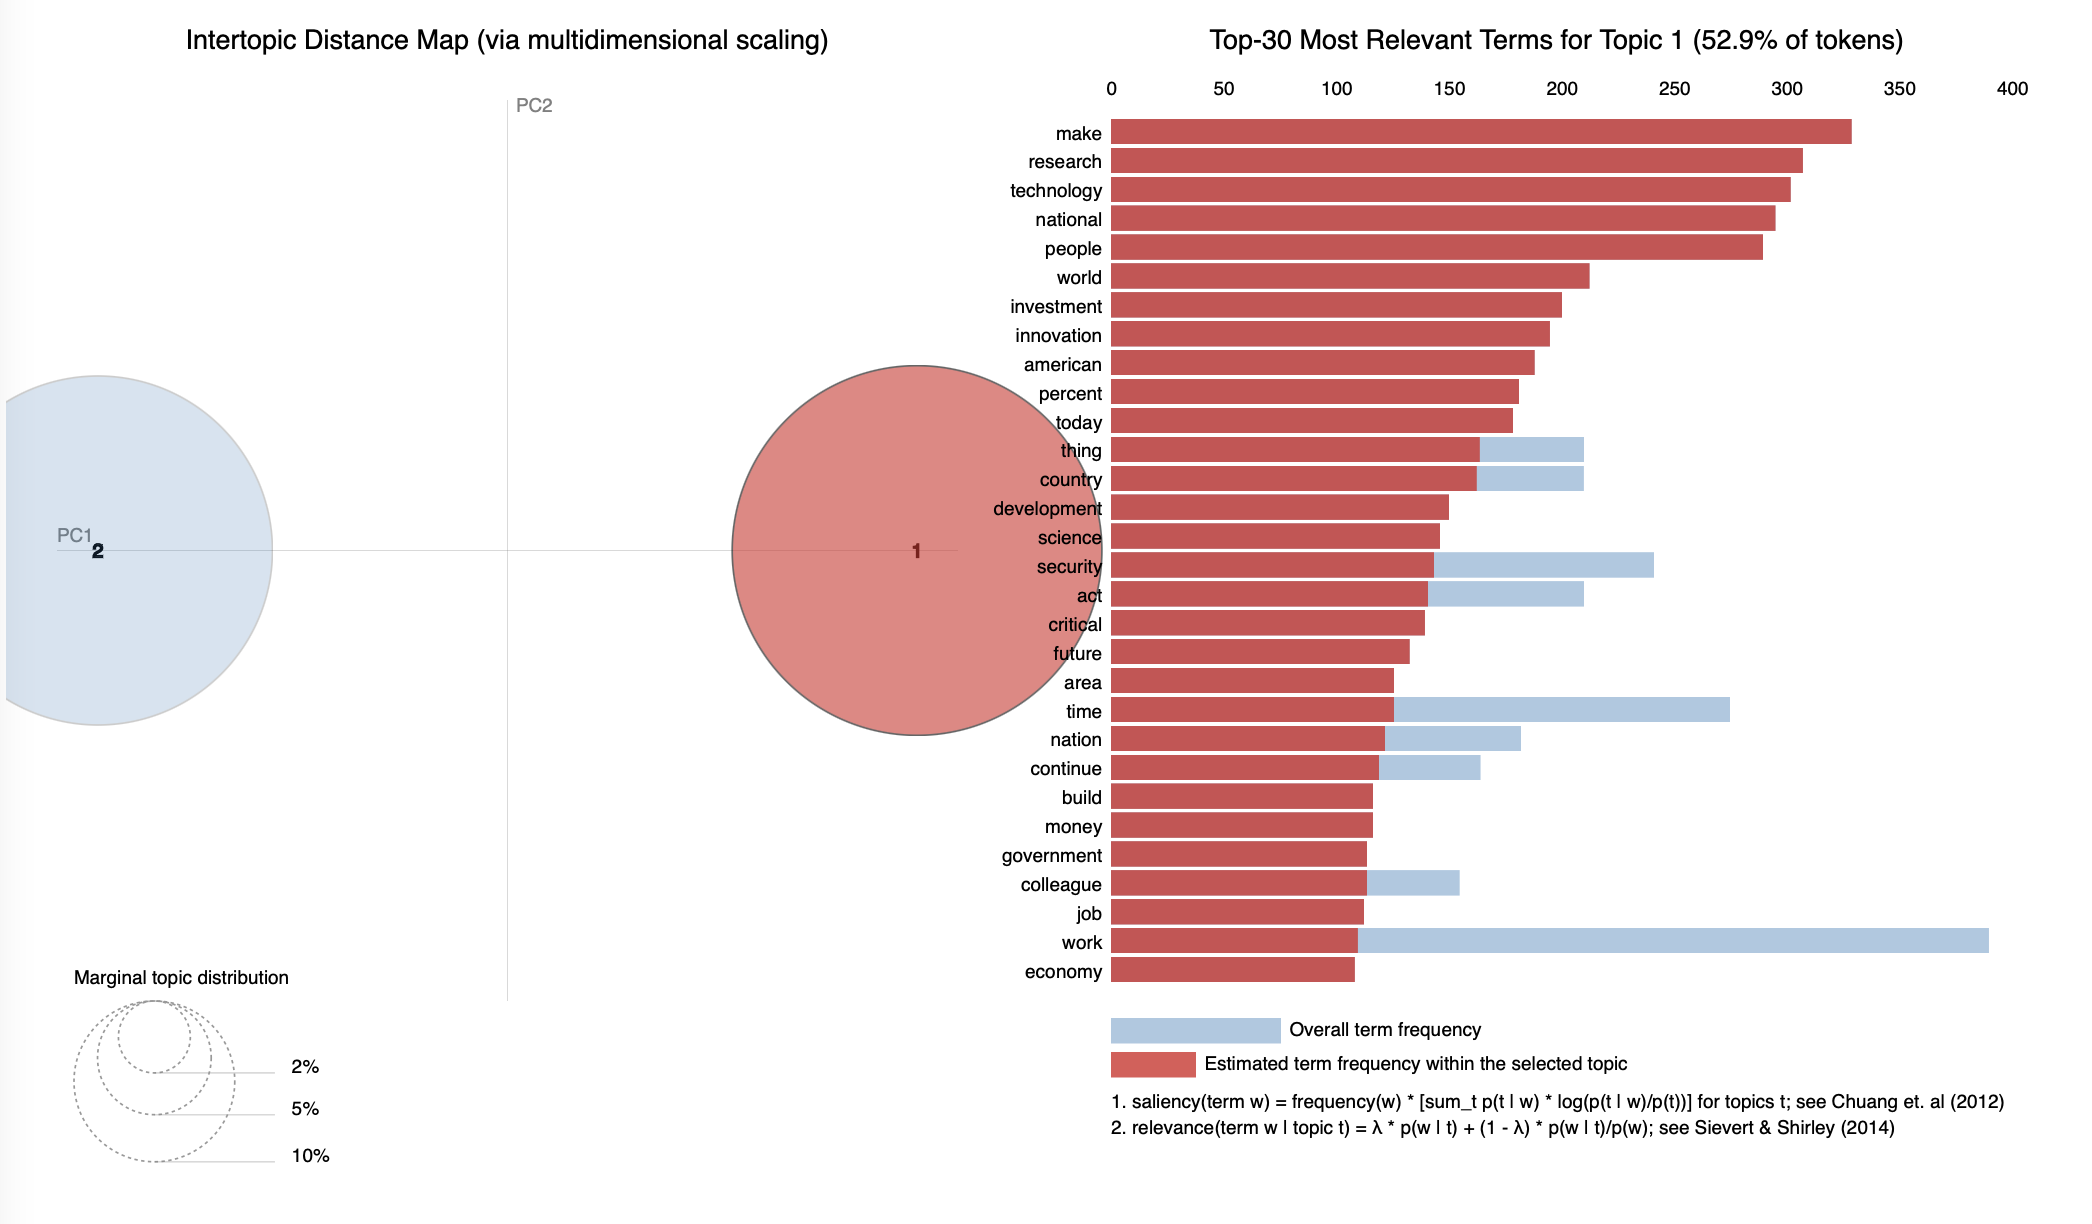 Intertopic Distance Map (via multidimensional scaling)
PC2
PC1
2
1
Marginal topic distribution
2%
5%
10%
Top-30 Most Relevant Terms for Topic 1 (52.9% of tokens)
0 50 100 150 200 250 300 350 400
make
research
technology
national
people
world
investment
innovation
american
percent
today
thing
country
development
science
security
act
critical
future
area
time
nation
continue
build
money
government
colleague
job
work
economy
Overall term frequency
Estimated term frequency within the selected topic
1. saliency(term w) = frequency(w) * [sum_t p(t | w) * log(p(t | w)/p(t))] for topics t; see Chuang et. al (2012)
2. relevance(term w | topic t) = λ * p(w | t) + (1 - λ) * p(w | t)/p(w); see Sievert & Shirley (2014)